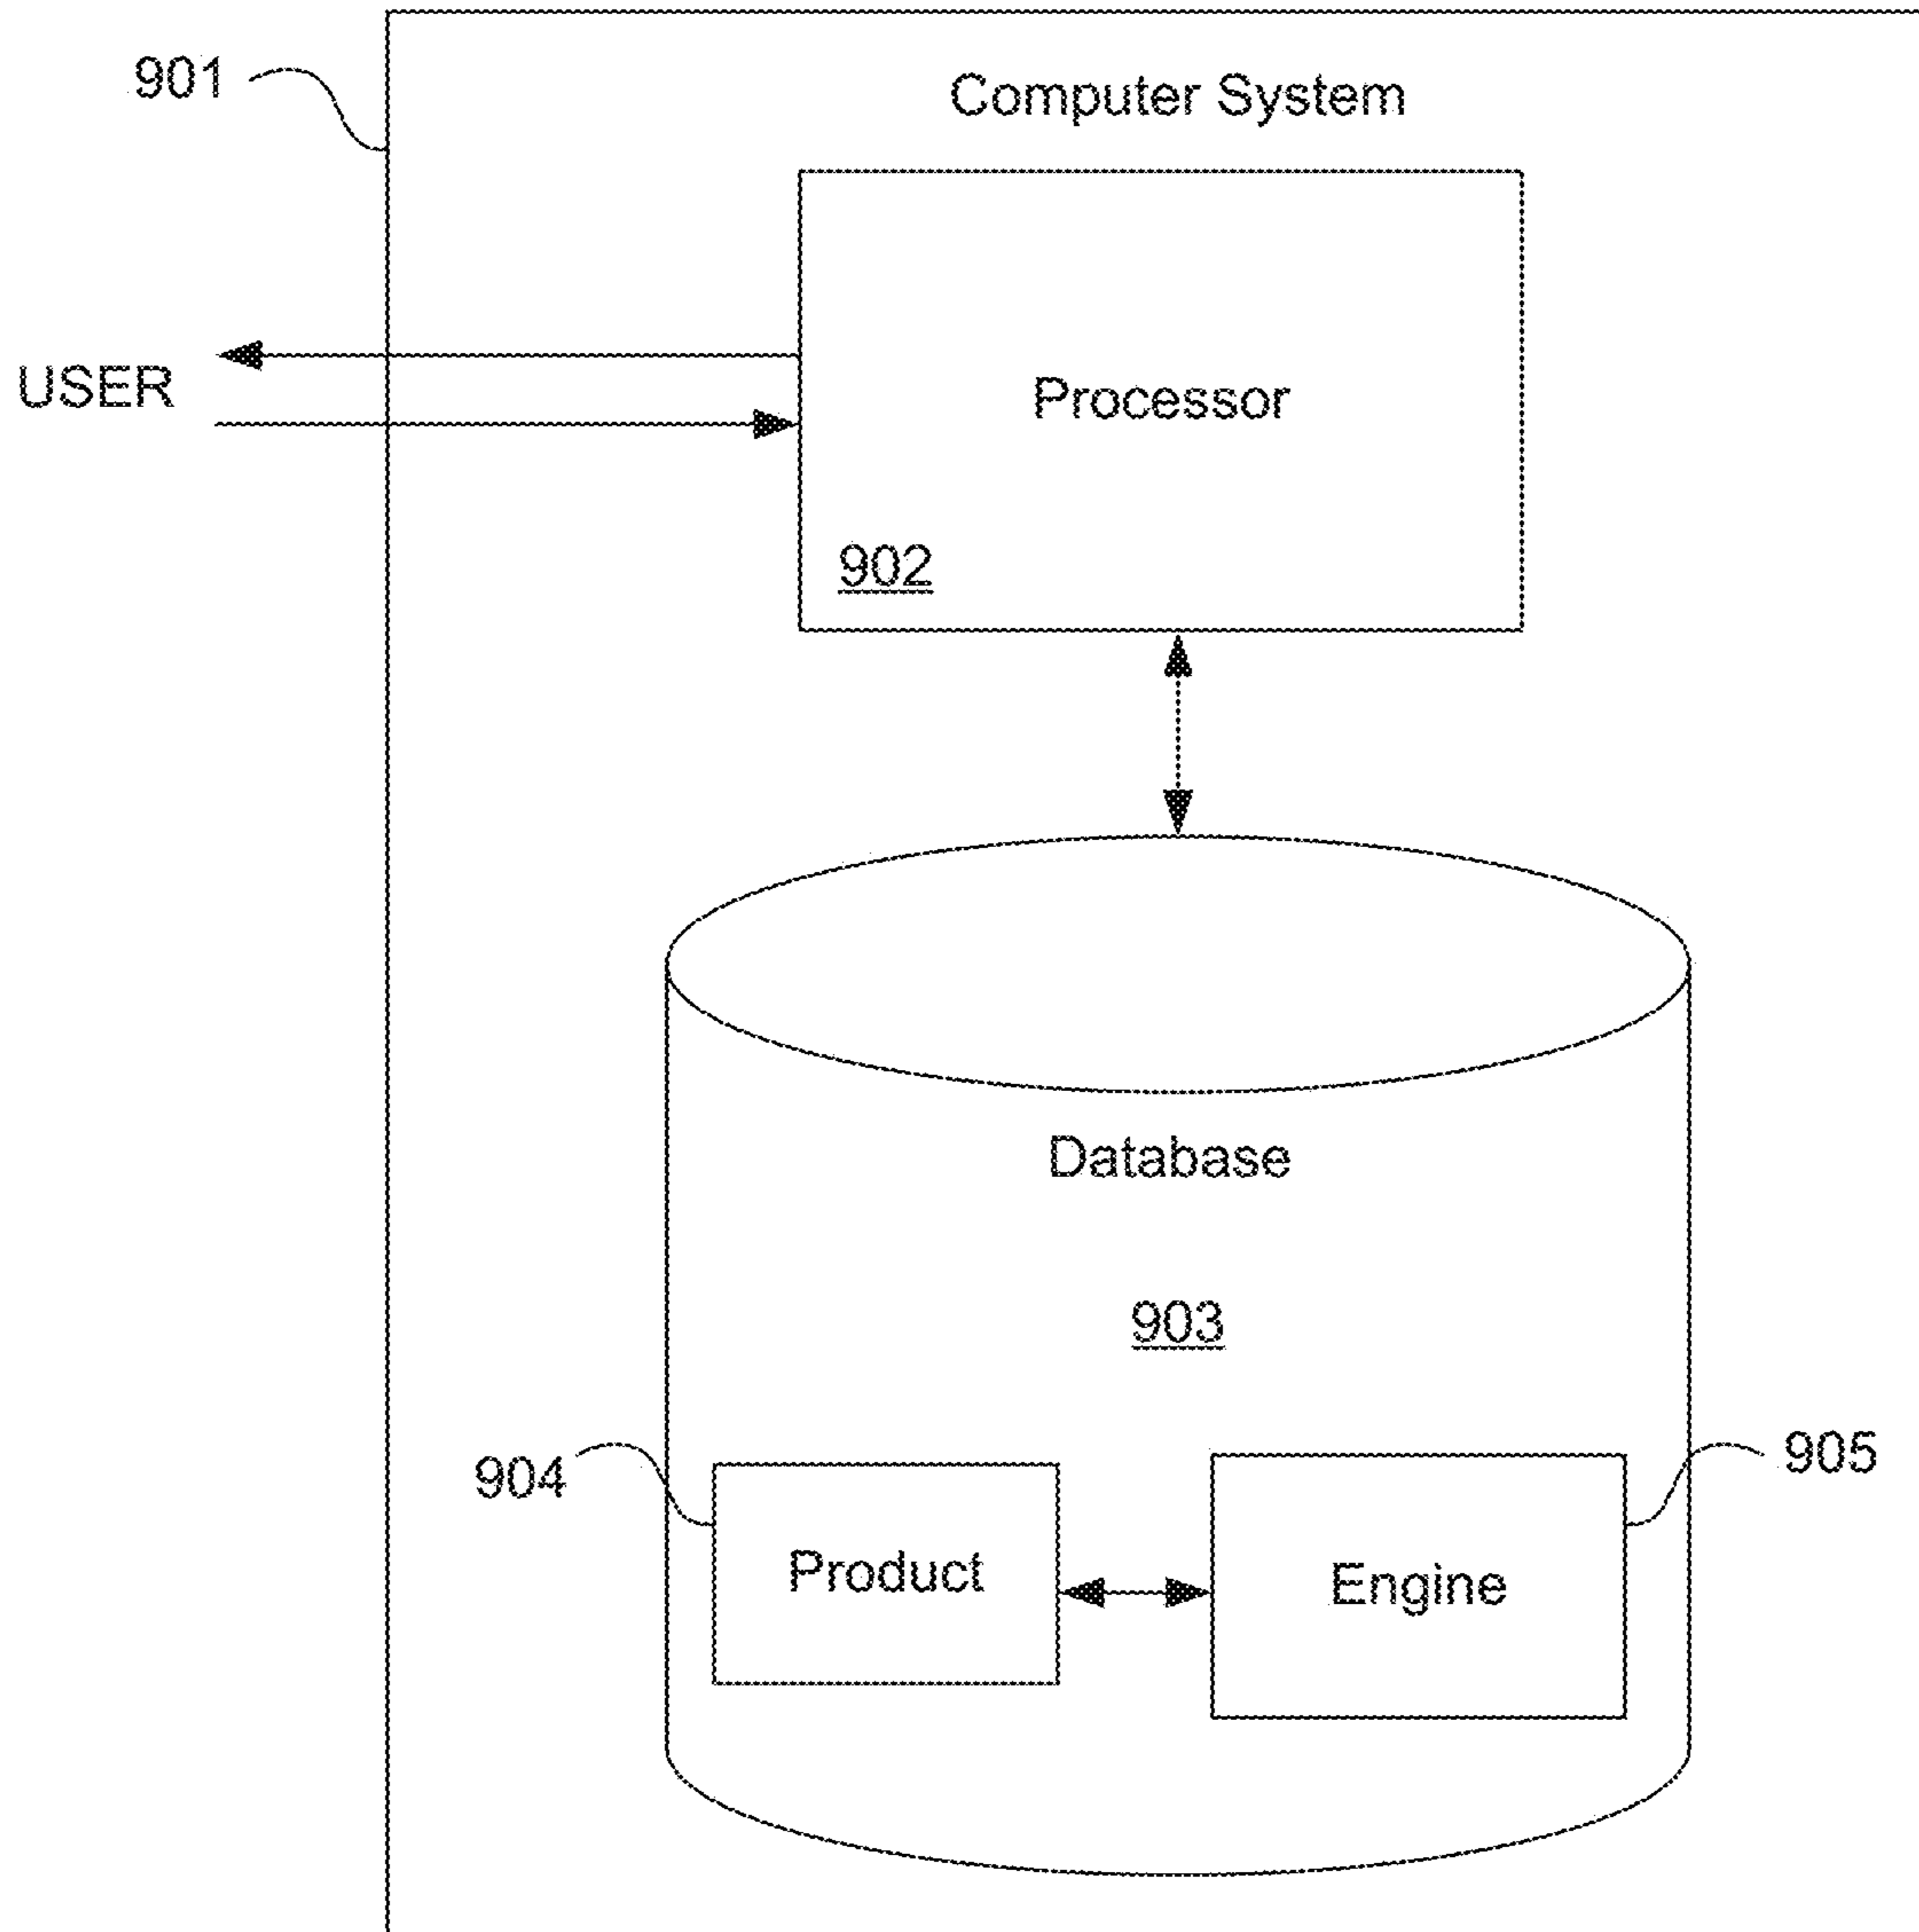 901
Computer System
USER
Processor
902
Database
903
904
Product
Engine
905